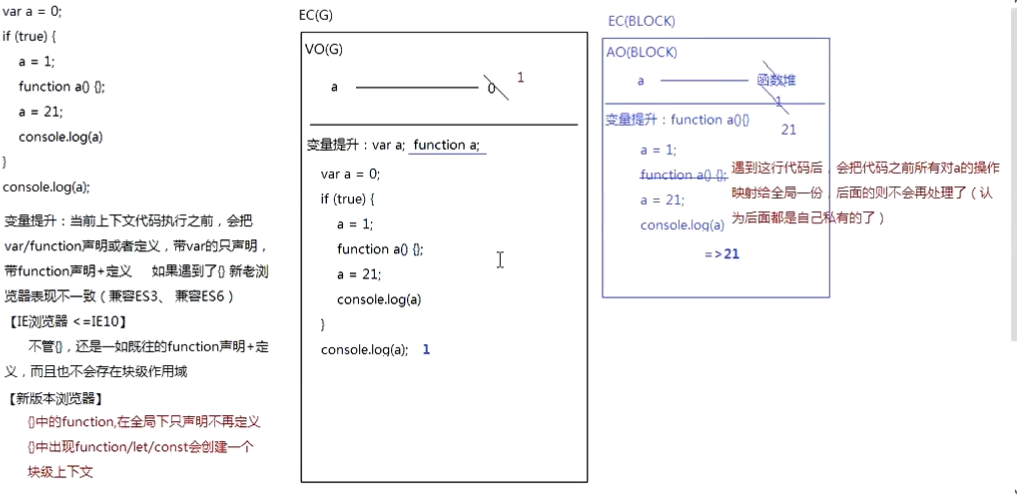 var a = 0;
if (true) {
a = 1;
function a() {};
a = 21;
console.log(a)
}
console.log(a);
变量提升：当前上下文代码执行之前，会把
var/function声明或者定义，带var的只声明，
带function声明+定义 如果遇到了{} 新老浏
览器表现不一致（兼容ES3、 兼容ES6）
【IE浏览器 <=IE10】
不管{}，还是一如既往的function声明+定
义，而且也不会存在块级作用域
【新版本浏览器】
{}中的function,在全局下只声明不再定义
{}中出现function/let/const会创建一个
块级上下文
EC(G)
VO(G)
a 0 1
变量提升：var a; function a;
var a = 0;
if (true) {
a = 1;
function a() {};
a = 21;
console.log(a)
}
console.log(a); 1
EC(BLOCK)
AO(BLOCK)
a 函数堆
1
21
变量提升：function a(){}
a = 1;
function a() {};
a = 21;
console.log(a)
=>21
遇到这行代码后，会把代码之前所有对a的操作
映射给全局一份，后面的则不会再处理了（认
为后面都是自己私有的了）